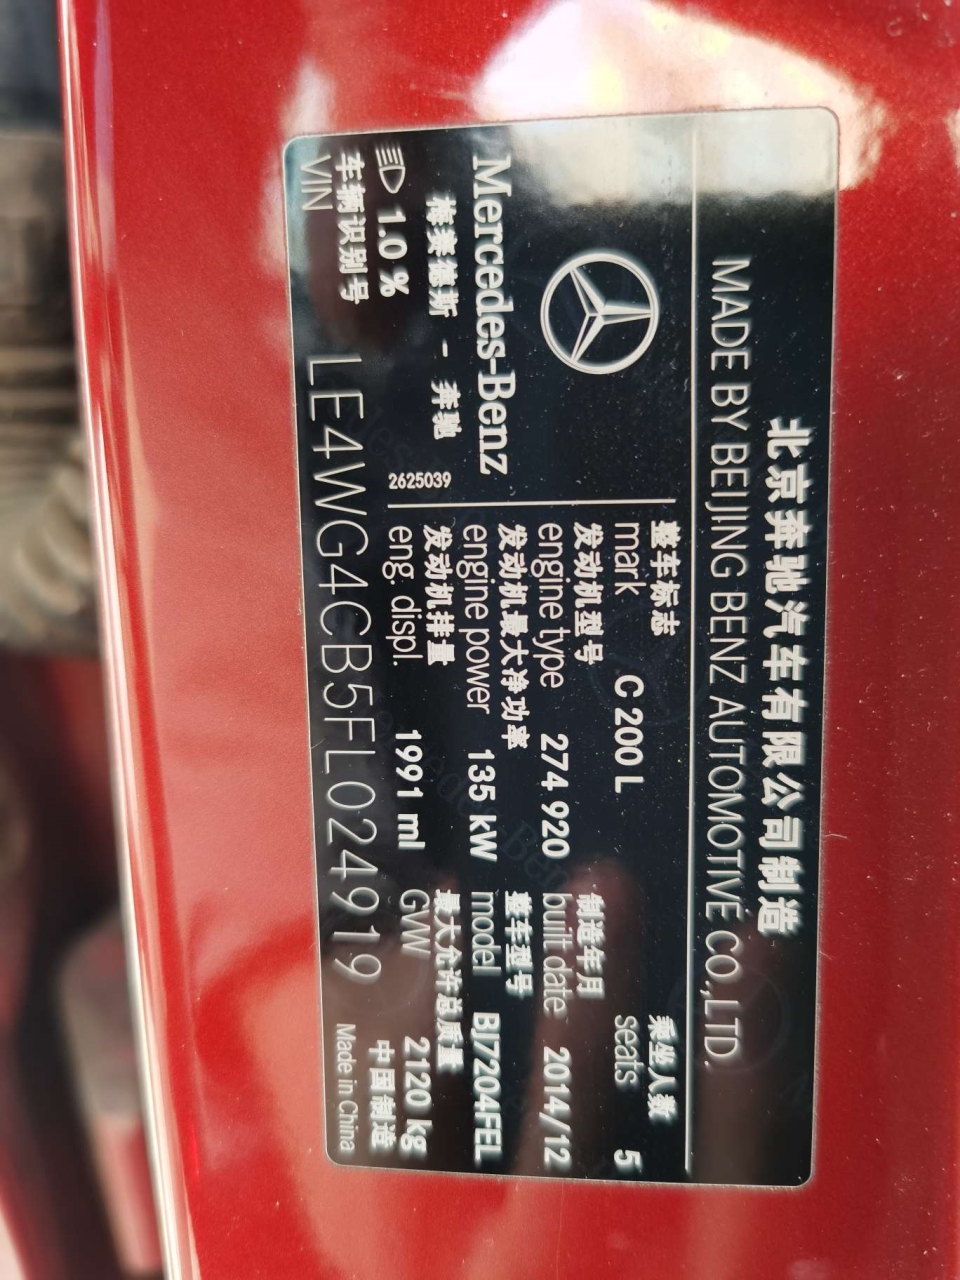 北京奔驰汽车有限公司制造
MADE BY BEIJING BENZ AUTOMOTIVE CO.,LTD.
Mercedes-Benz
梅赛德斯 - 奔驰
2625039
整车标志
mark C 200 L
乘坐人数
seats 5
发动机型号
engine type 274 920
制造年月
built date 2014/12
发动机最大净功率
engine power 135 kW
整车型号
model BJ7204FEL
发动机排量
eng. displ. 1991 ml
最大允许总质量
GVW 2120 kg
1.0 %
车辆识别号
VIN LE4WG4CB5FL024919
中国制造
Made in China